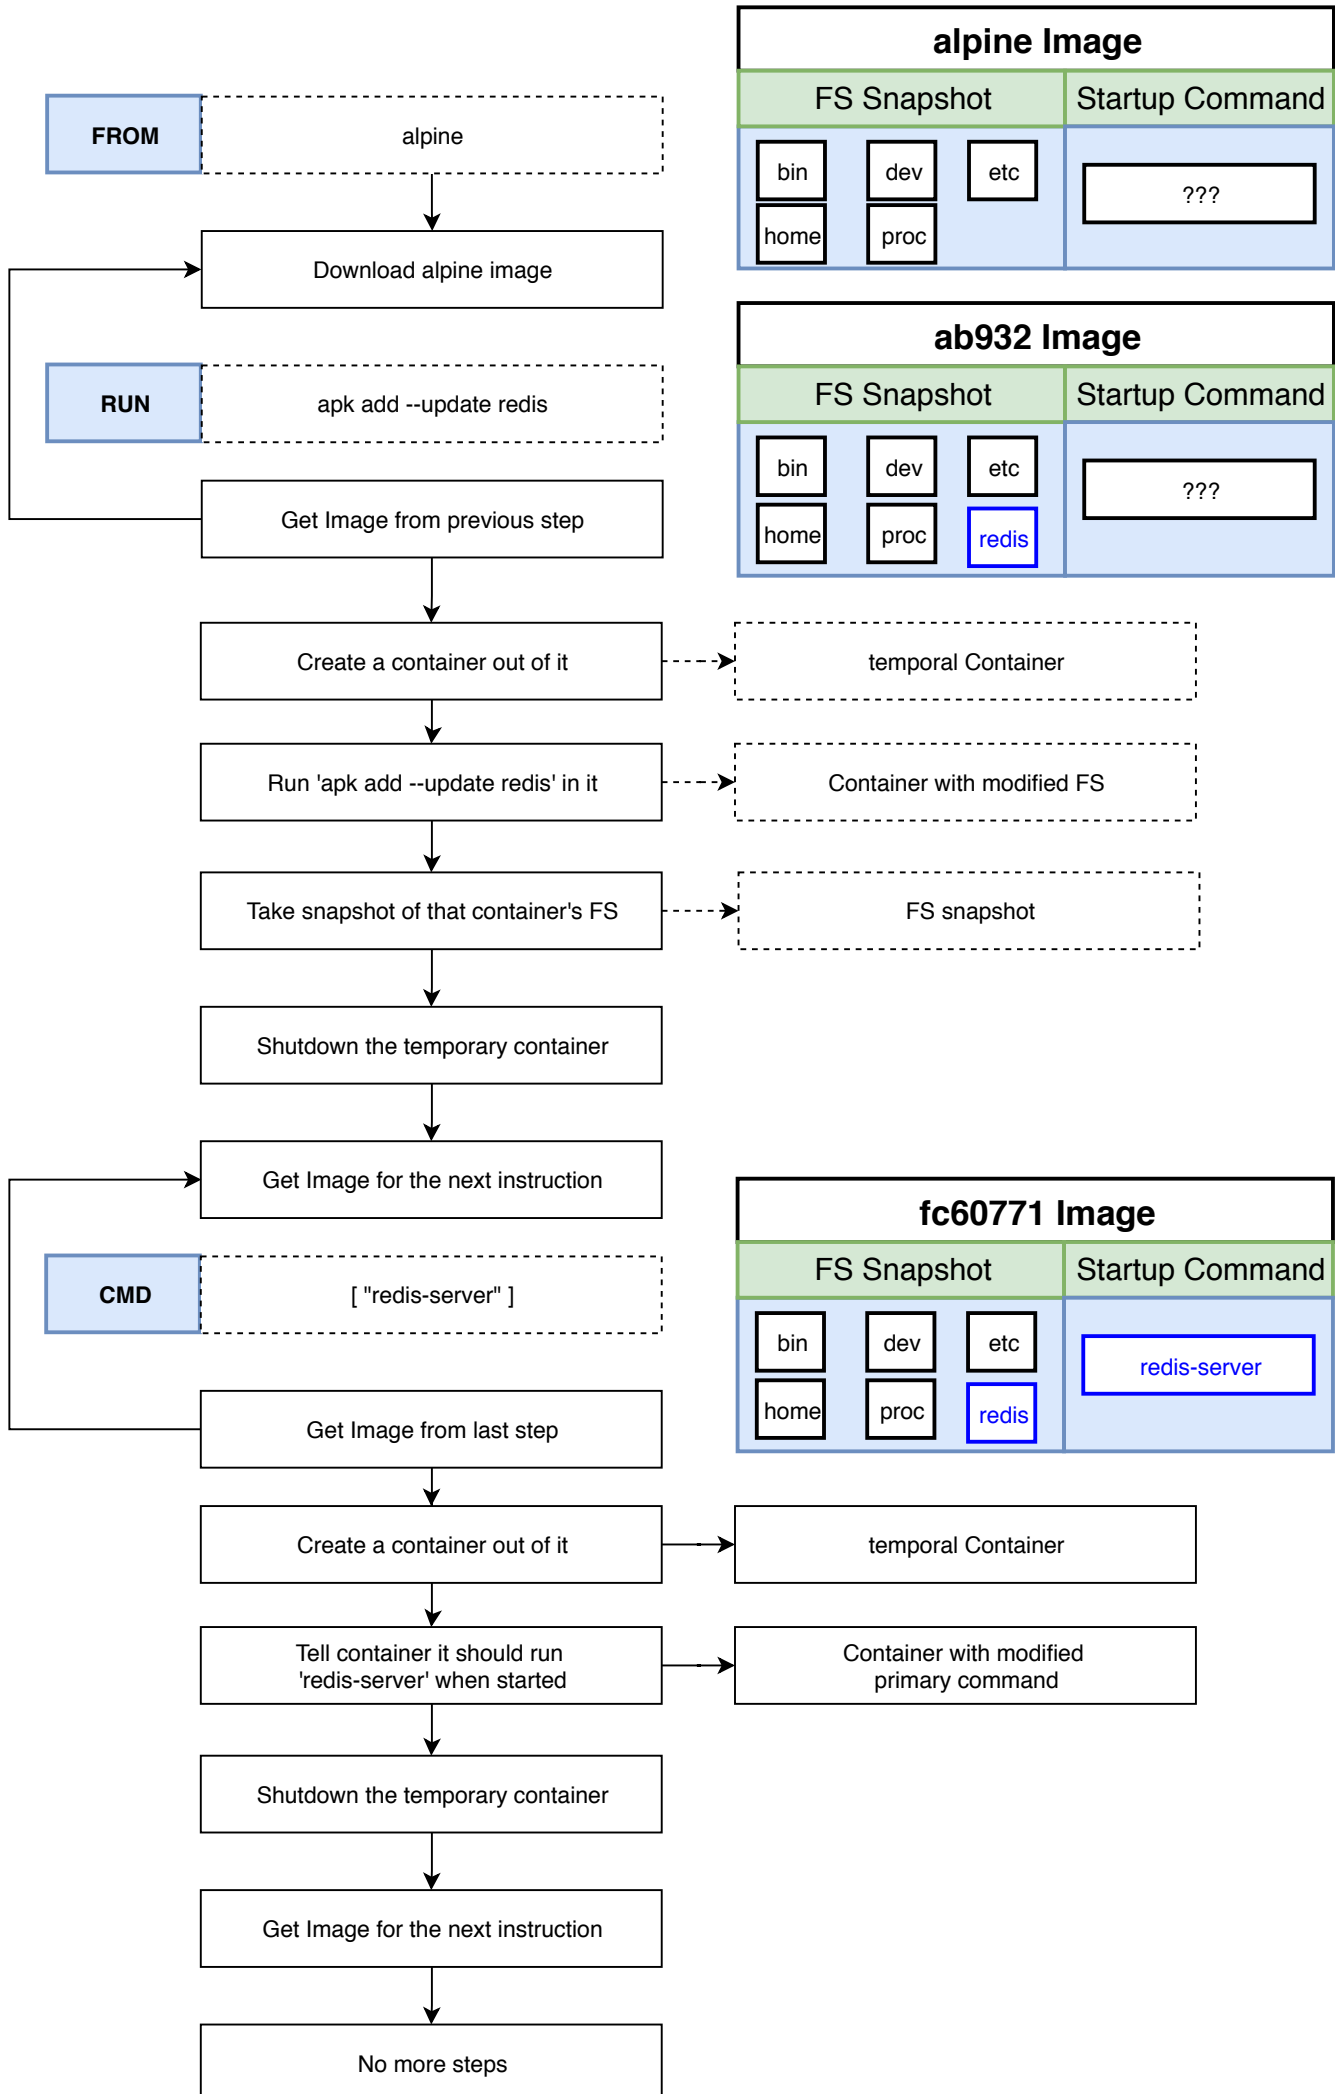 alpine Image
FS Snapshot
Startup Command
bin
dev
etc
home
proc
???
FROM
alpine
Download alpine image
ab932 Image
FS Snapshot
Startup Command
bin
dev
etc
home
proc
redis
???
RUN
apk add --update redis
Get Image from previous step
Create a container out of it
temporal Container
Run 'apk add --update redis' in it
Container with modified FS
Take snapshot of that container's FS
FS snapshot
Shutdown the temporary container
Get Image for the next instruction
fc60771 Image
FS Snapshot
Startup Command
bin
dev
etc
home
proc
redis
redis-server
CMD
[ "redis-server" ]
Get Image from last step
Create a container out of it
temporal Container
Tell container it should run
'redis-server' when started
Container with modified
primary command
Shutdown the temporary container
Get Image for the next instruction
No more steps